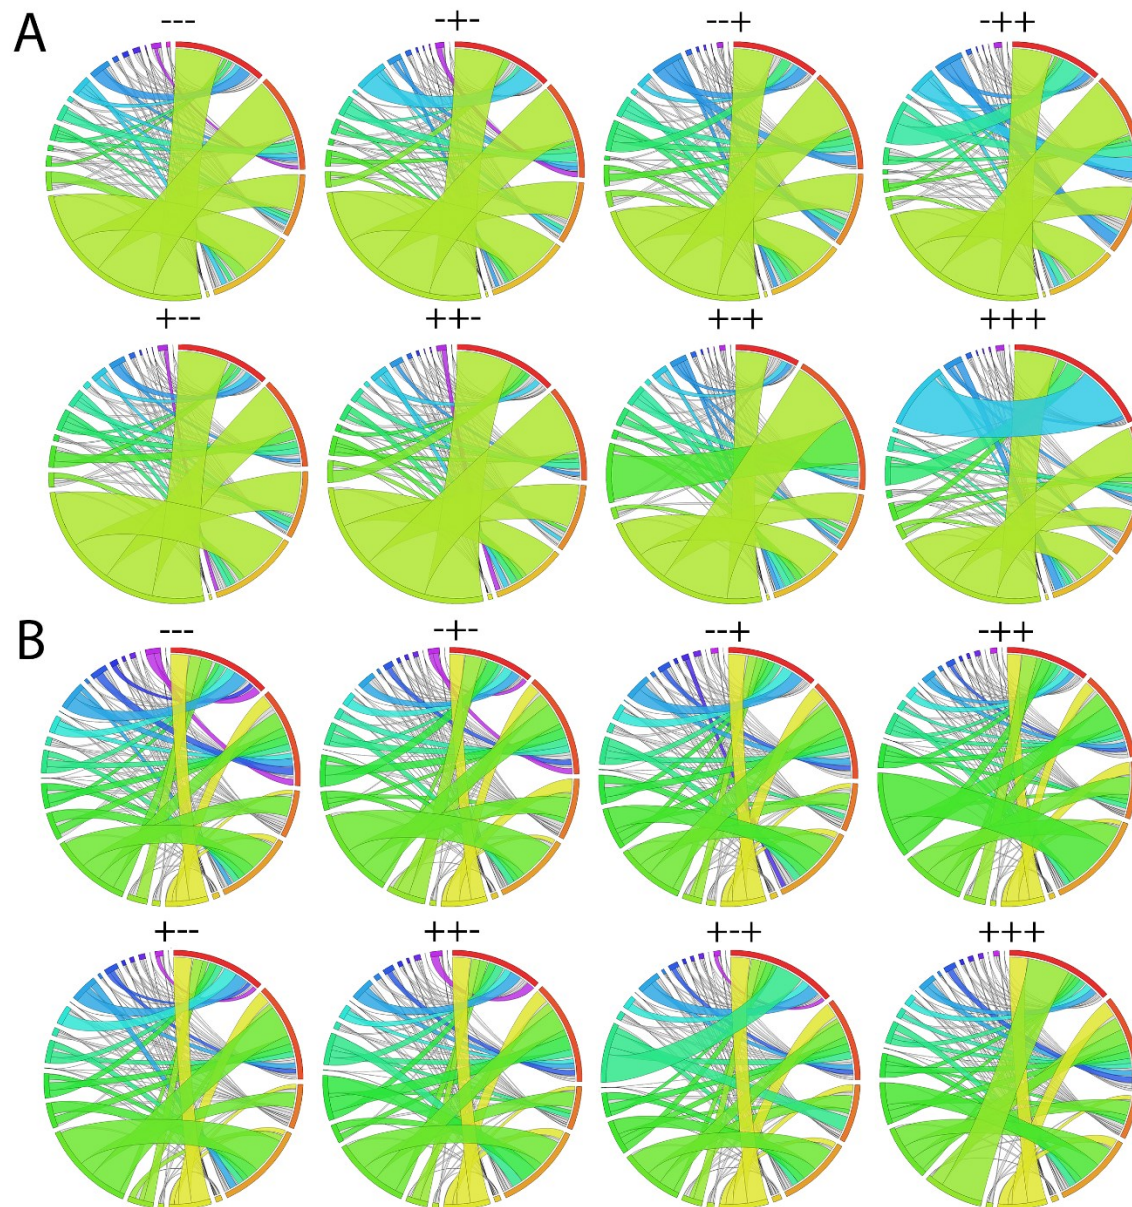 A
--- -+- --+ -++
+-- ++- +-+ +++
B
--- -+- --+ -++
+-- ++- +-+ +++